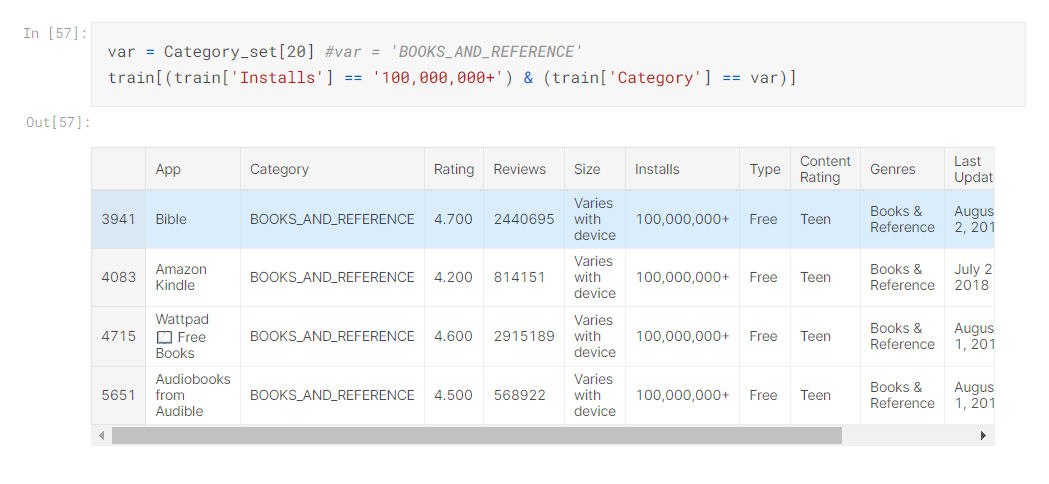 In [57]:
var = Category_set[20] #var = 'BOOKS_AND_REFERENCE'
train[(train['Installs'] == '100,000,000+') & (train['Category'] == var)]
Out[57]:
App Category Rating Reviews Size Installs Type Content Rating Genres Last Updat
3941 Bible BOOKS_AND_REFERENCE 4.700 2440695 Varies with device 100,000,000+ Free Teen Books & Reference Augus 2, 201
4083 Amazon Kindle BOOKS_AND_REFERENCE 4.200 814151 Varies with device 100,000,000+ Free Teen Books & Reference July 2 2018
4715 Wattpad 📖 Free Books BOOKS_AND_REFERENCE 4.600 2915189 Varies with device 100,000,000+ Free Teen Books & Reference Augus 1, 201
5651 Audiobooks from Audible BOOKS_AND_REFERENCE 4.500 568922 Varies with device 100,000,000+ Free Teen Books & Reference Augus 1, 201